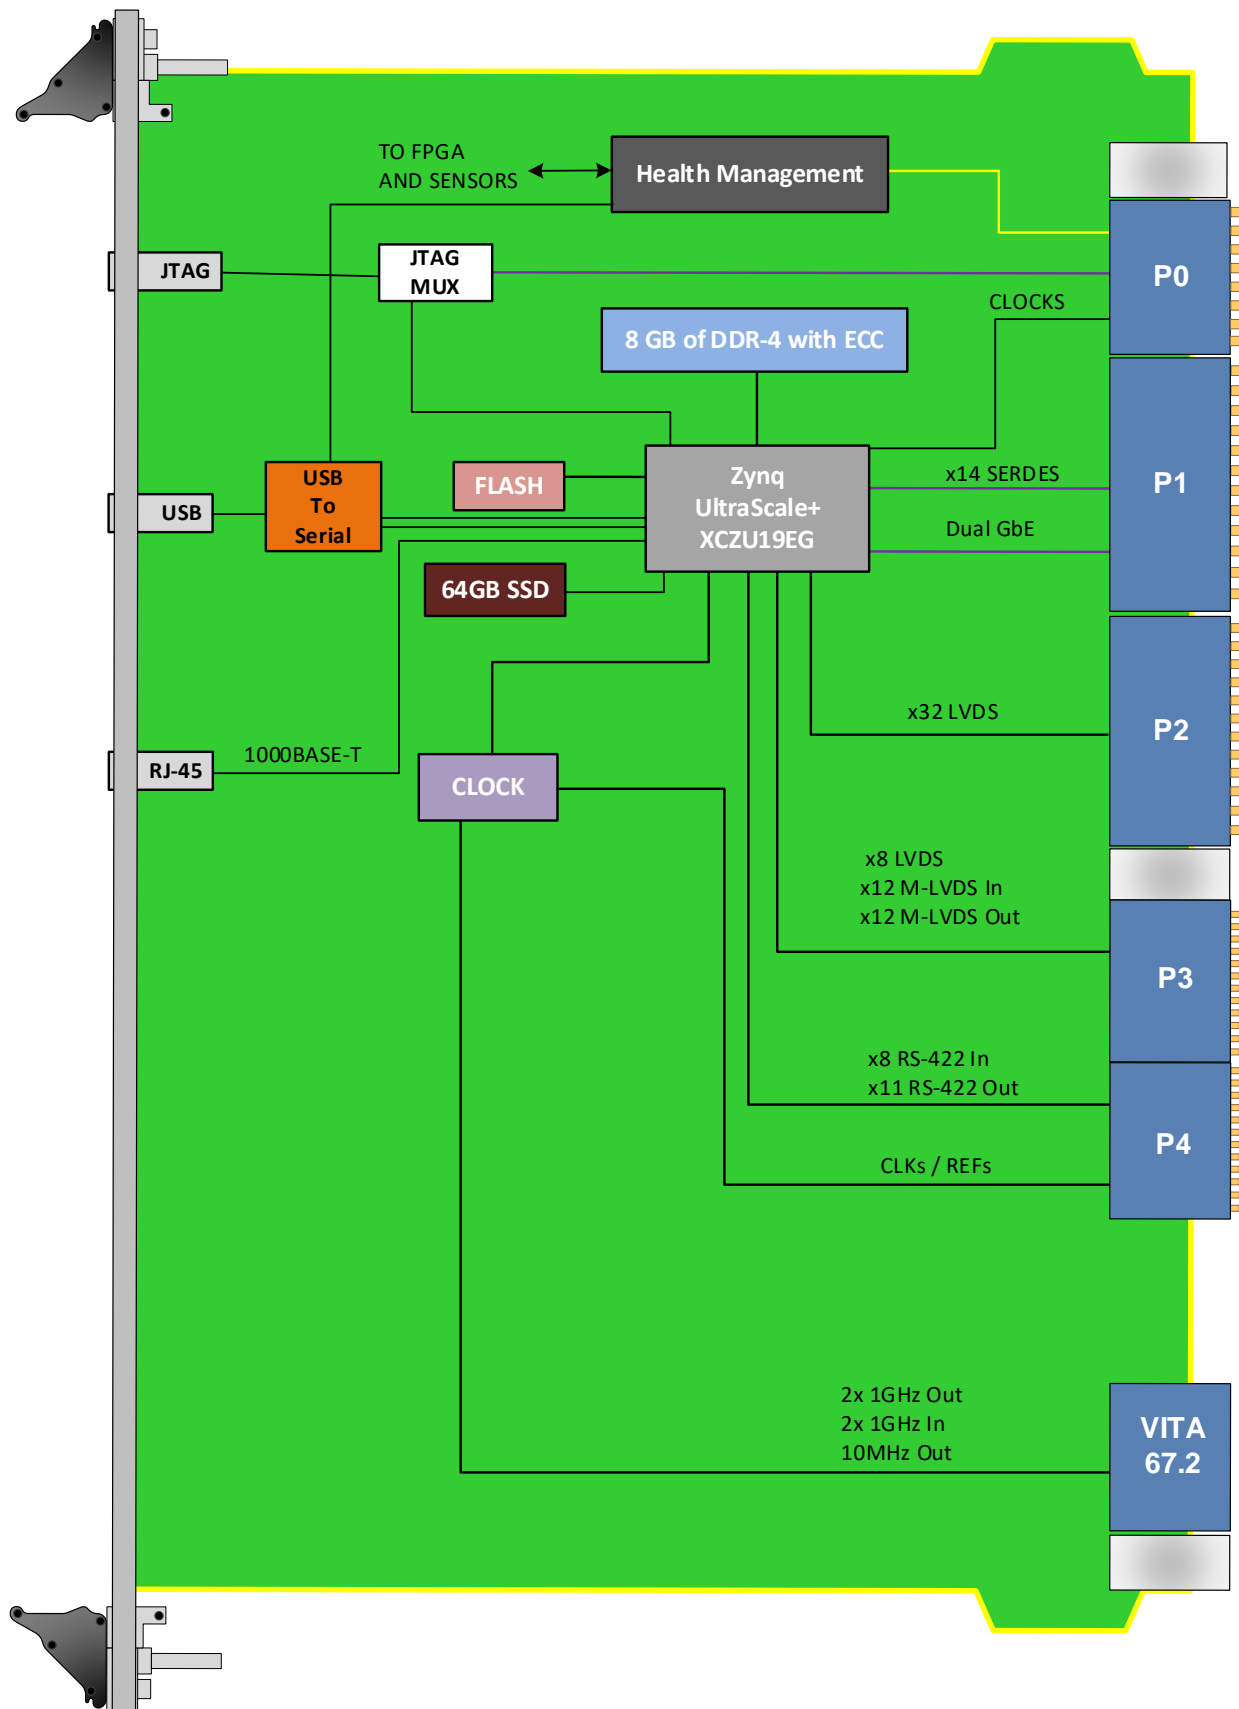 TO FPGA
AND SENSORS
Health Management
JTAG
JTAG
MUX
P0
CLOCKS
8 GB of DDR-4 with ECC
USB
To
Serial
USB
FLASH
Zynq
UltraScale+
XCZU19EG
x14 SERDES
Dual GbE
P1
64GB SSD
x32 LVDS
P2
RJ-45
1000BASE-T
CLOCK
x8 LVDS
x12 M-LVDS In
x12 M-LVDS Out
P3
x8 RS-422 In
x11 RS-422 Out
P4
CLKs / REFs
2x 1GHz Out
2x 1GHz In
10MHz Out
VITA
67.2